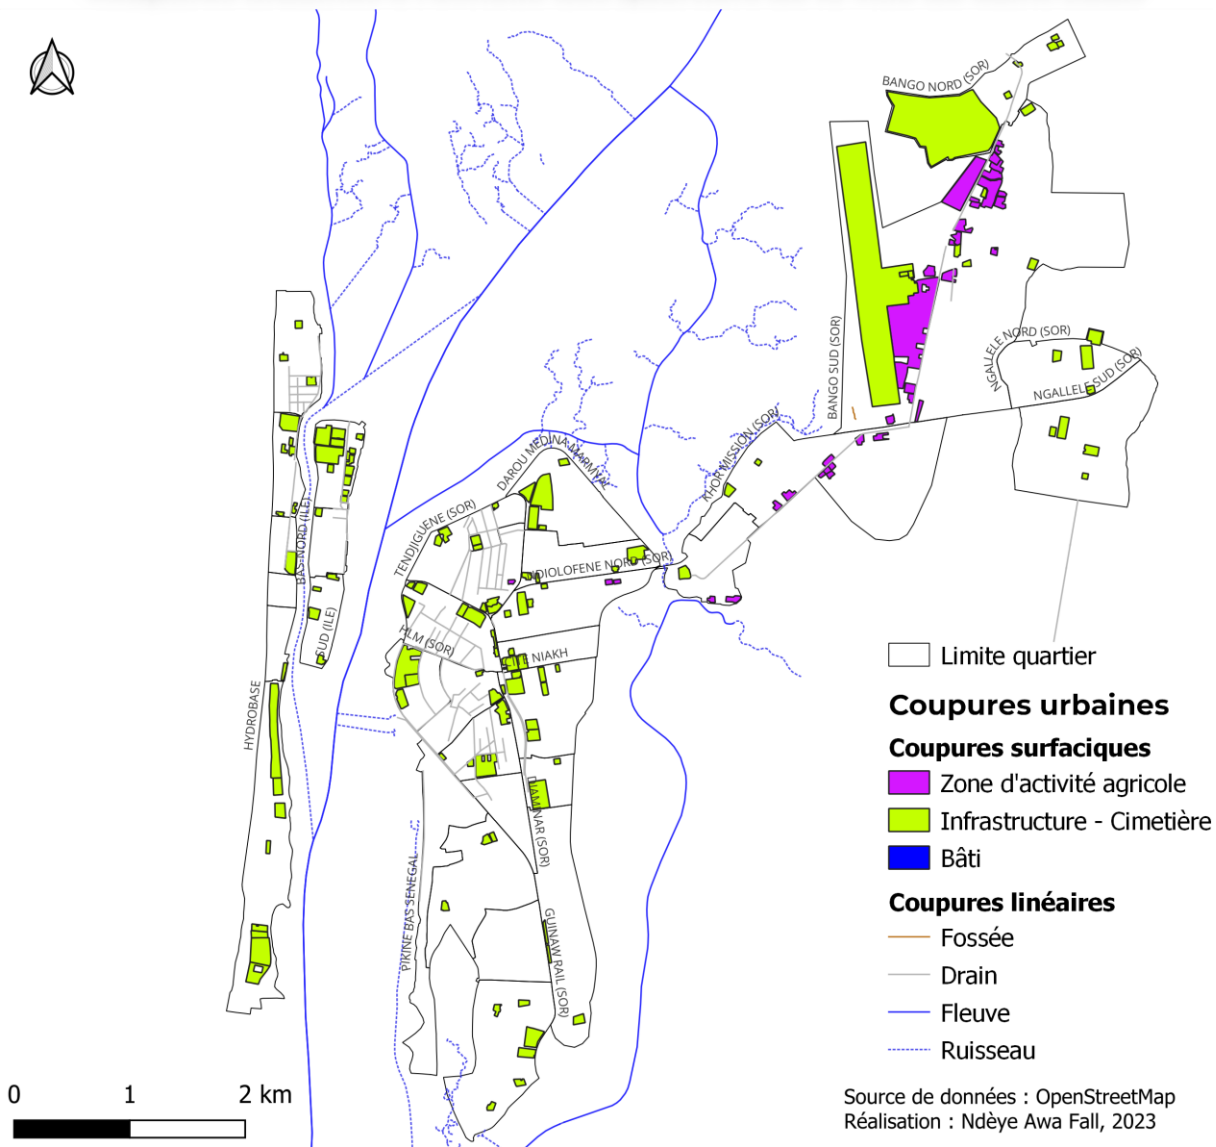 BANGO NORD (SOR)
BANGO SUD (SOR)
NGALLELE NORD (SOR)
NGALLELE SUD (SOR)
KHOR MISSION (SOR)
DAROU MEDINA MARMYAL
TENDJIGUENE (SOR)
BAS NORD (ILE)
NDIOLOFENE NORD (SOR)
SUD (ILE)
HLM (SOR)
NIAKH
HYDROBASE
(SOR)
PIKINE BAS SENEGAL
GUINAW RAIL (SOR)
Limite quartier
Coupures urbaines
Coupures surfaciques
Zone d'activité agricole
Infrastructure - Cimetière
Bâti
Coupures linéaires
Fossée
Drain
Fleuve
Ruisseau
0 1 2 km
Source de données : OpenStreetMap
Réalisation : Ndèye Awa Fall, 2023